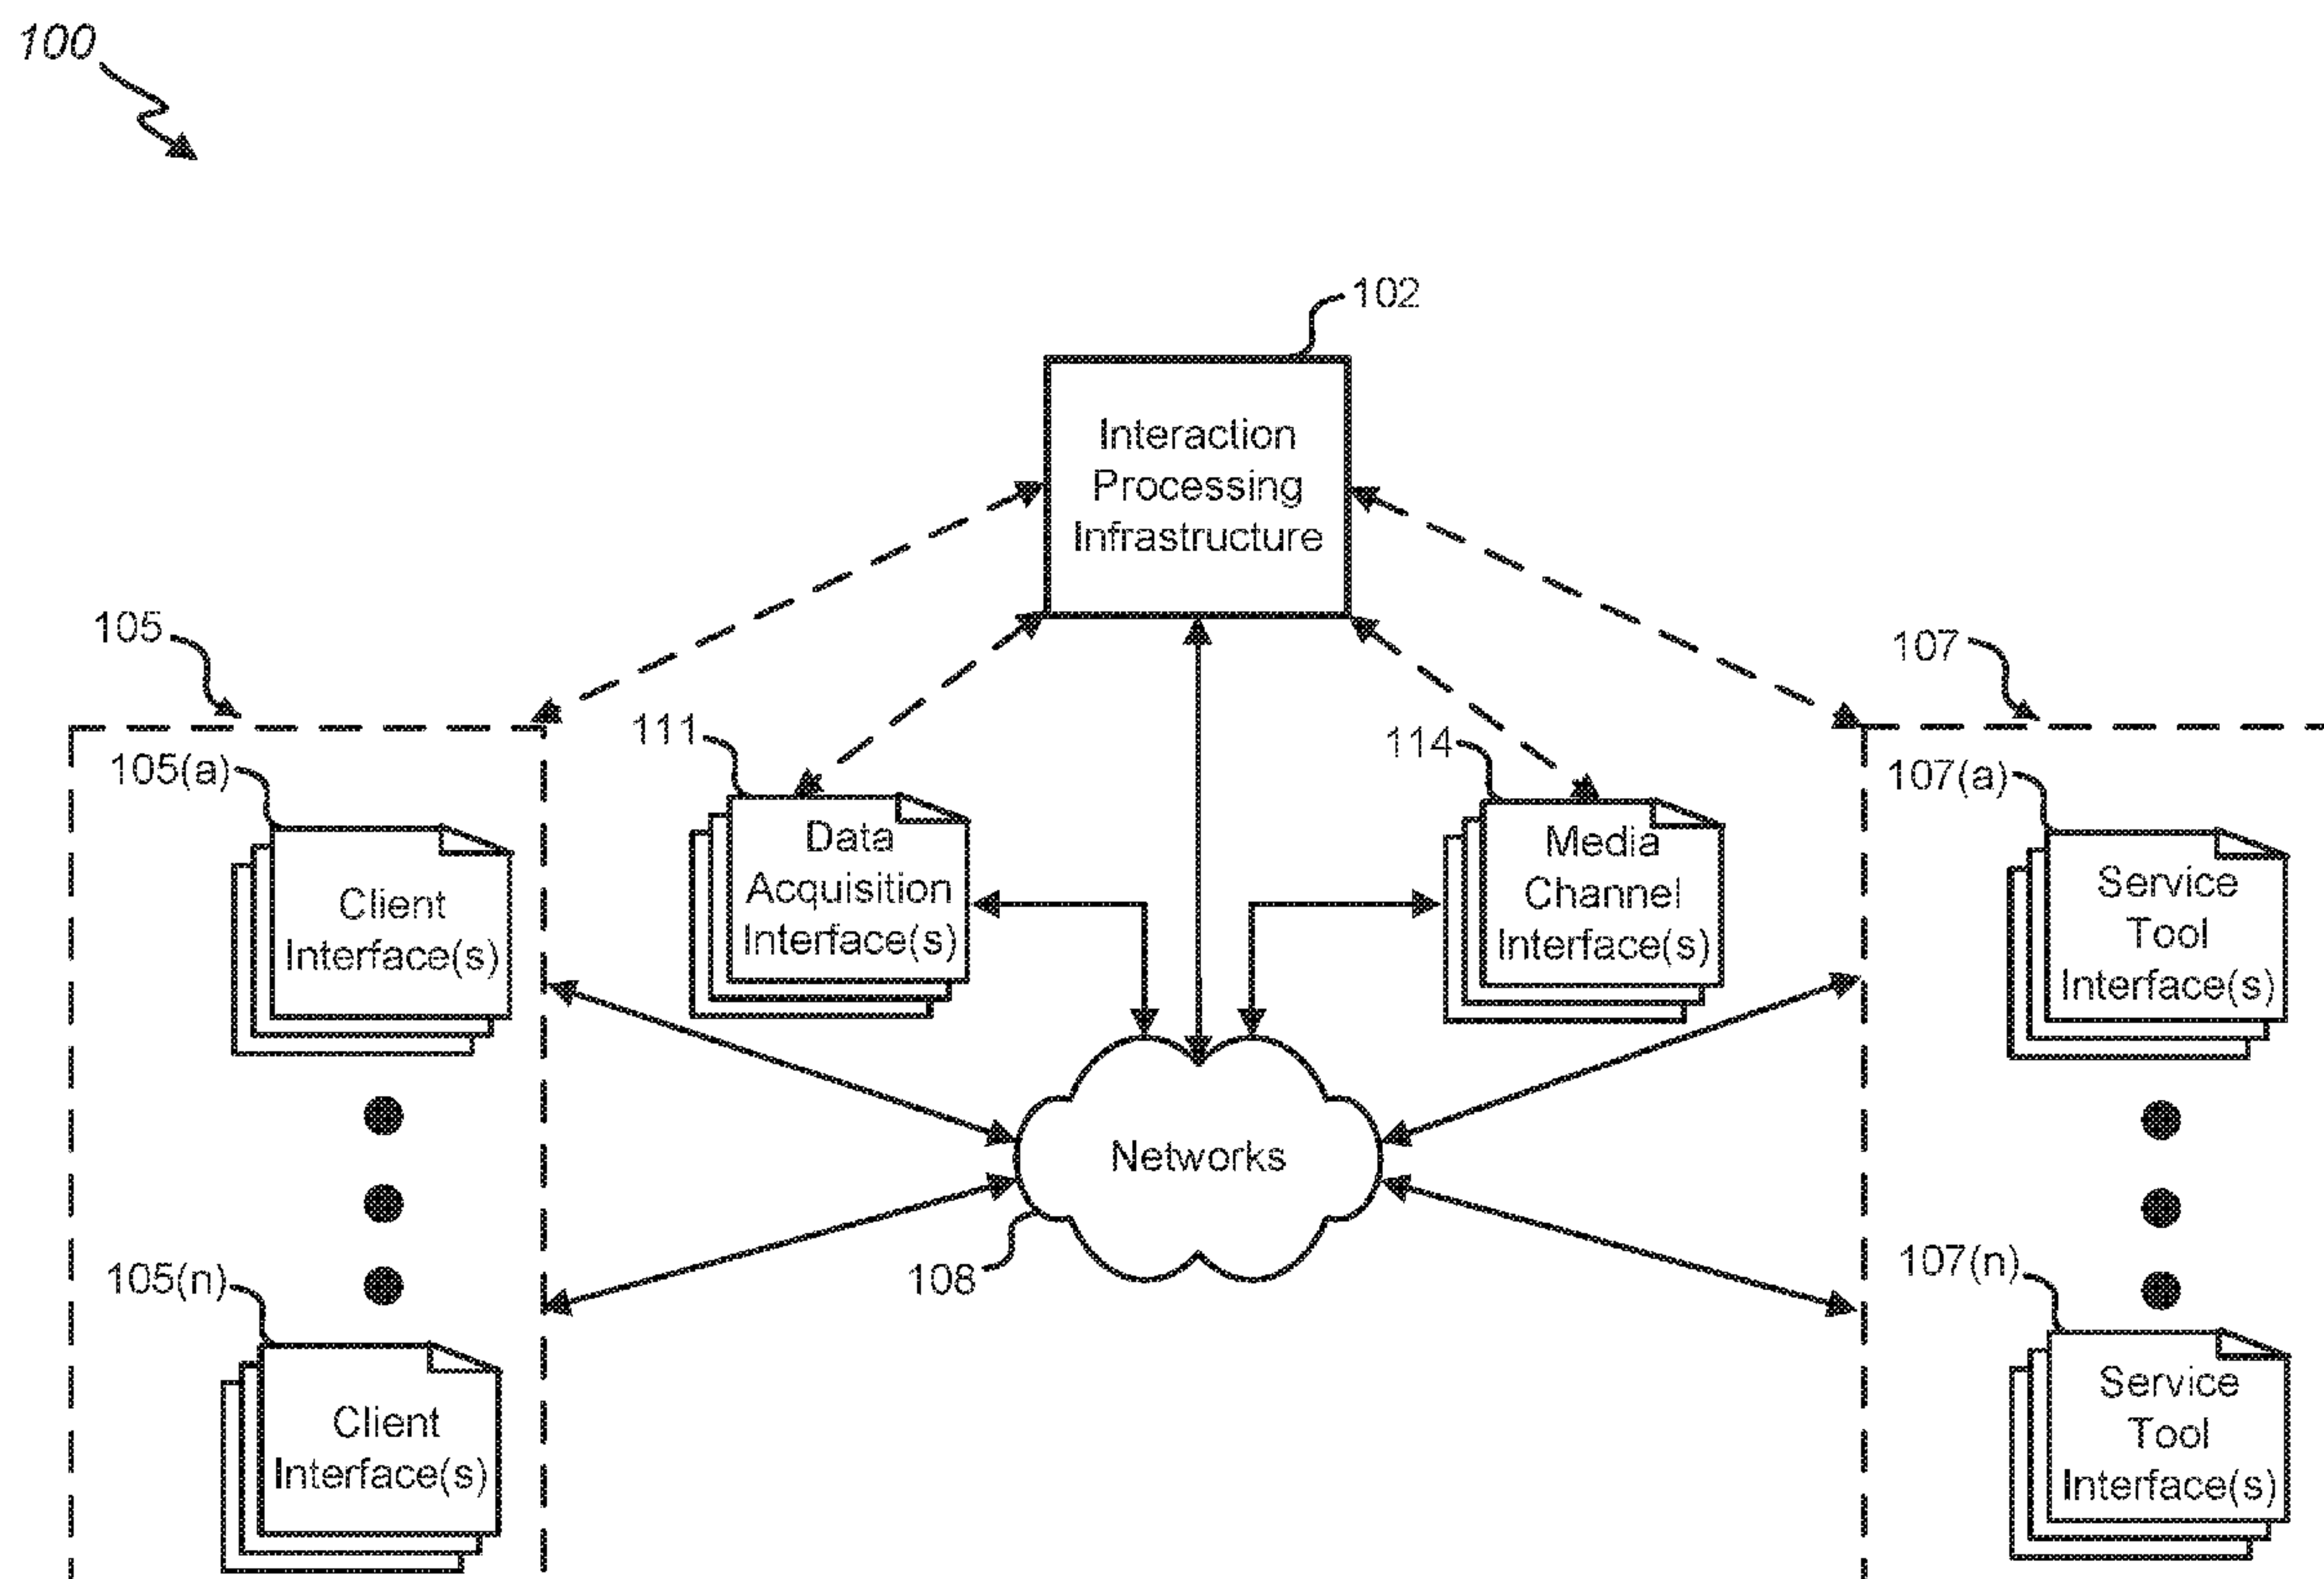 100
102
Interaction
Processing
Infrastructure
105
107
111
114
105(a)
107(a)
Data
Acquisition
Interface(s)
Media
Channel
Interface(s)
Client
Interface(s)
Service
Tool
Interface(s)
Networks
108
105(n)
107(n)
Client
Interface(s)
Service
Tool
Interface(s)